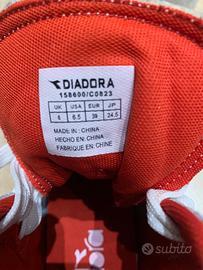 DIADORA
158600/C0823
UK USA EUR JP
6 6.5 39 24.5
MADE IN : CHINA
HECHO EN : CHINA
FABRIQUE EN : CHINE
subito